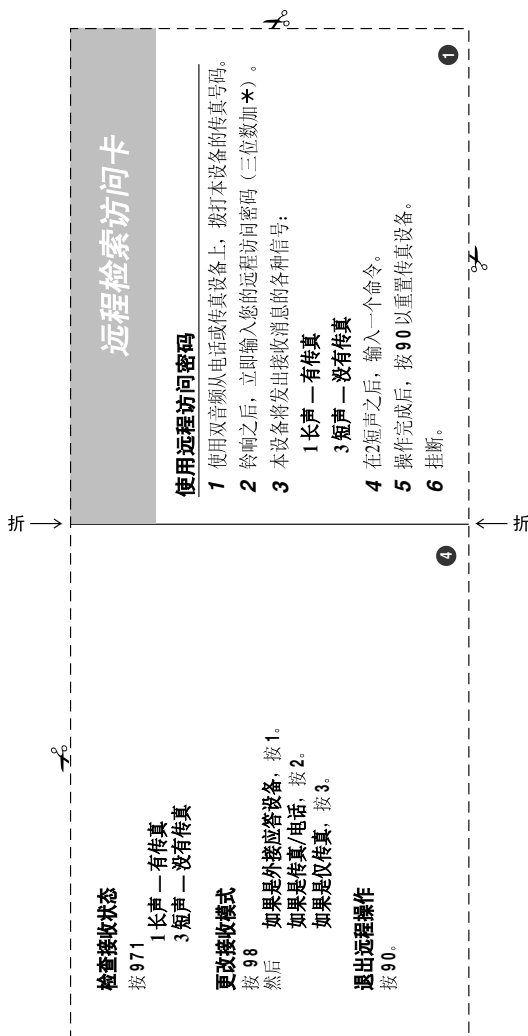 远程检索访问卡
使用远程访问密码
1 使用双音频从电话或传真设备上，拨打本设备的传真号码。
2 铃响之后，立即输入您的远程访问密码（三位数加＊）。
3 本设备将发出接收消息的各种信号：
1长声 — 有传真
3短声 — 没有传真
4 在2短声之后，输入一个命令。
5 操作完成后，按90以重置传真设备。
6 挂断。
1
折
折
检查接收状态
按971
1长声 — 有传真
3短声 — 没有传真
更改接收模式
按 98
然后 如果是外接应答设备，按1。
如果是传真/电话，按2。
如果是仅传真，按3。
退出远程操作
按90。
4